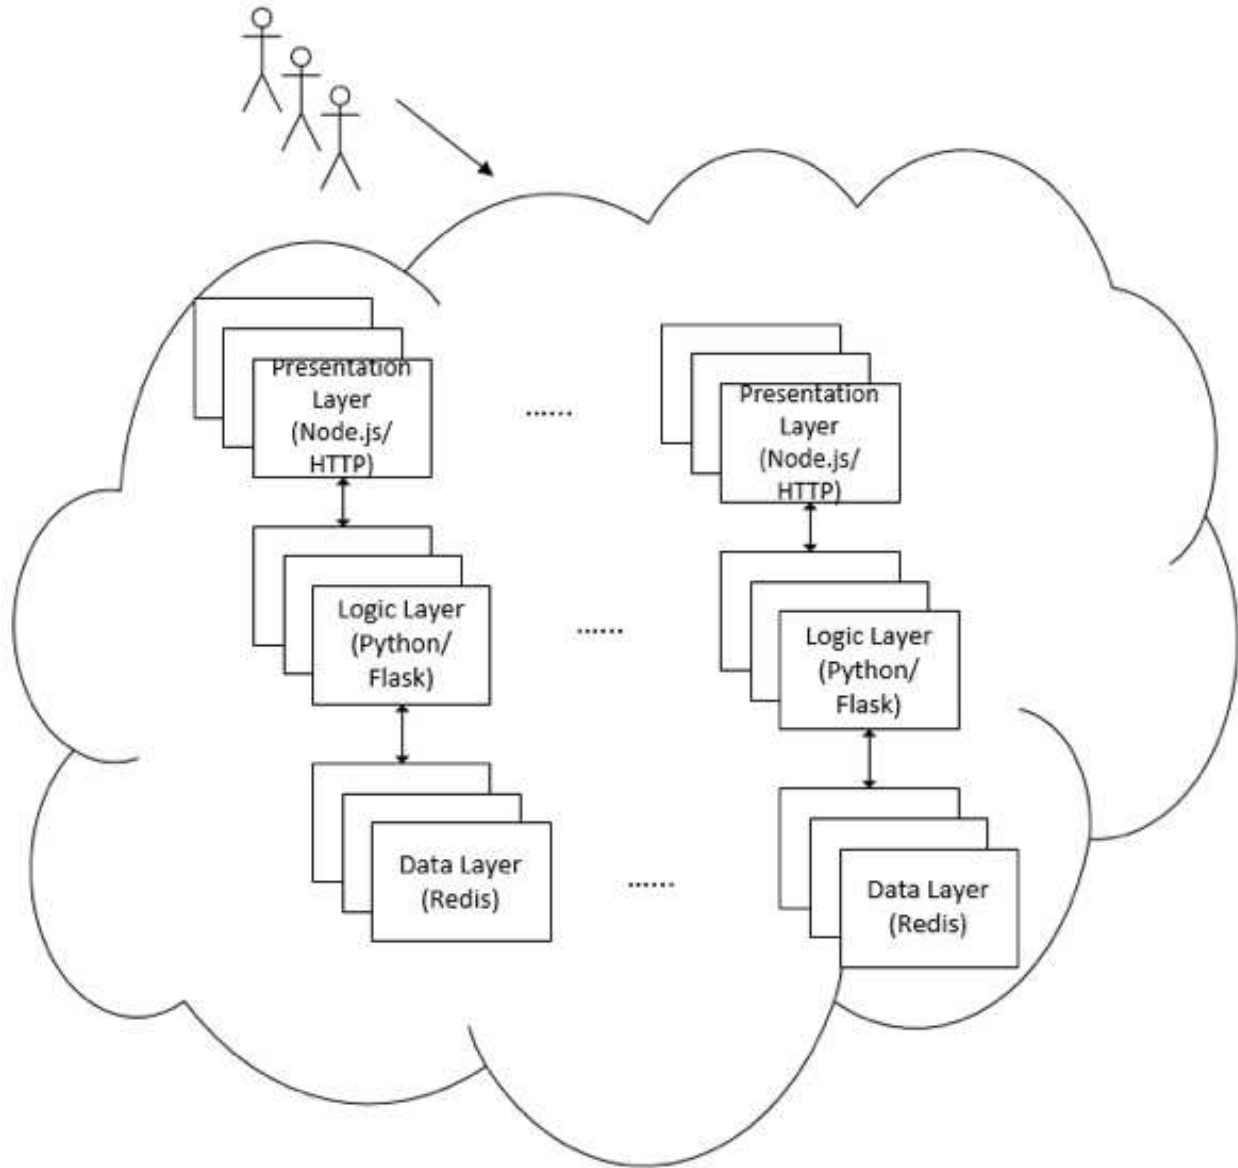 Presentation
Layer
(Node.js/
HTTP)
......
Presentation
Layer
(Node.js/
HTTP)
Logic Layer
(Python/
Flask)
......
Logic Layer
(Python/
Flask)
Data Layer
(Redis)
......
Data Layer
(Redis)